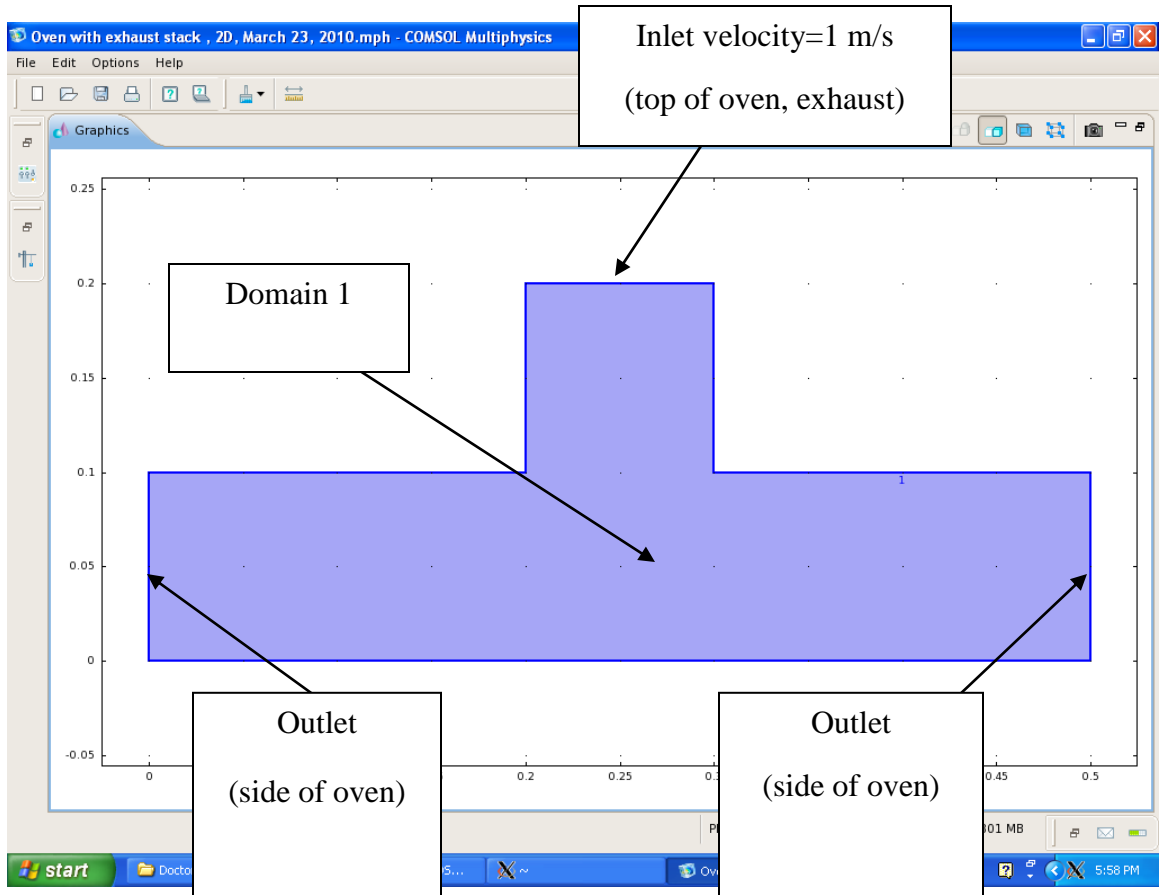 Inlet velocity=1 m/s
(top of oven, exhaust)
Oven with exhaust stack , 2D, March 23, 2010.mph - COMSOL Multiphysics
File Edit Options Help
Graphics
0.25
0.2
0.15
0.1
0.05
0
-0.05
Domain 1
1
0 0.2 0.25 0.45 0.5
Outlet
(side of oven)
Outlet
(side of oven)
start
5:58 PM